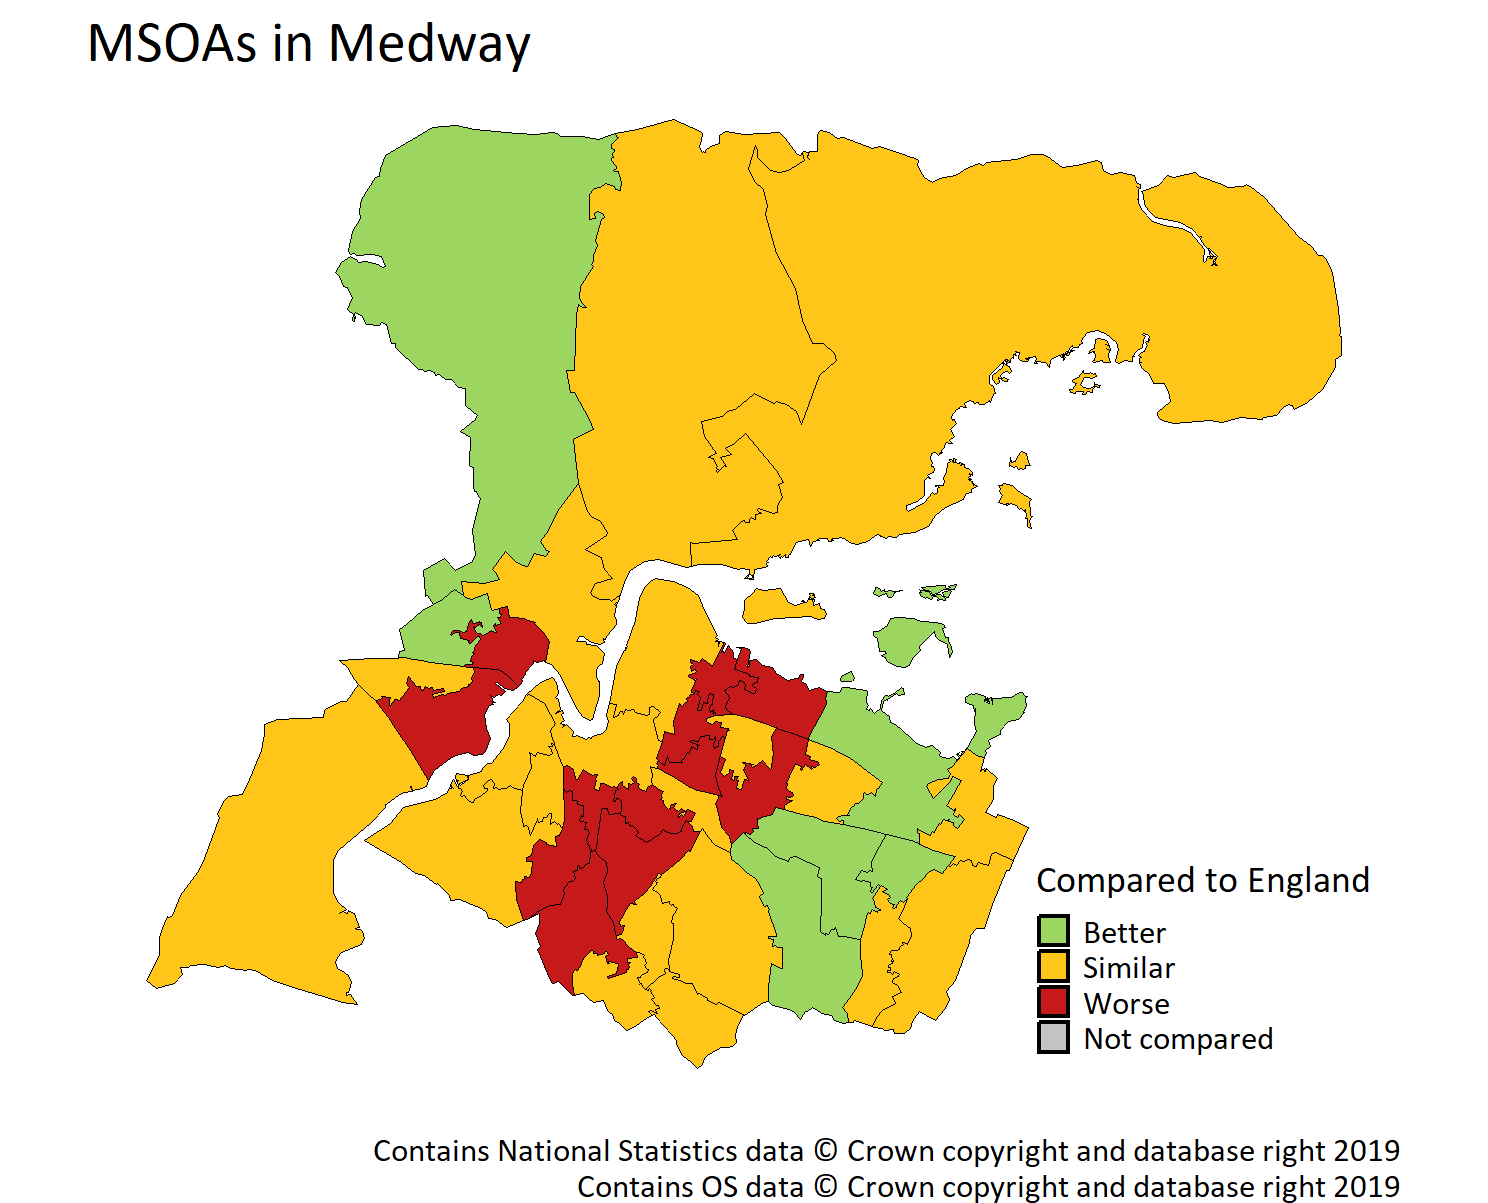 MSOAs in Medway
Compared to England
Better
Similar
Worse
Not compared
Contains National Statistics data © Crown copyright and database right 2019
Contains OS data © Crown copyright and database right 2019